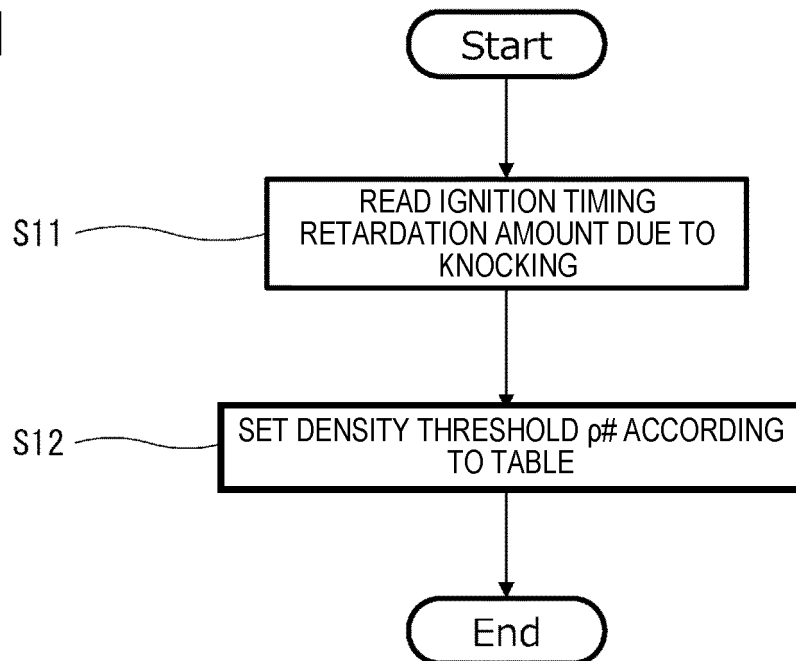 Start
S11
READ IGNITION TIMING
RETARDATION AMOUNT DUE TO
KNOCKING
S12
SET DENSITY THRESHOLD ρ# ACCORDING
TO TABLE
End